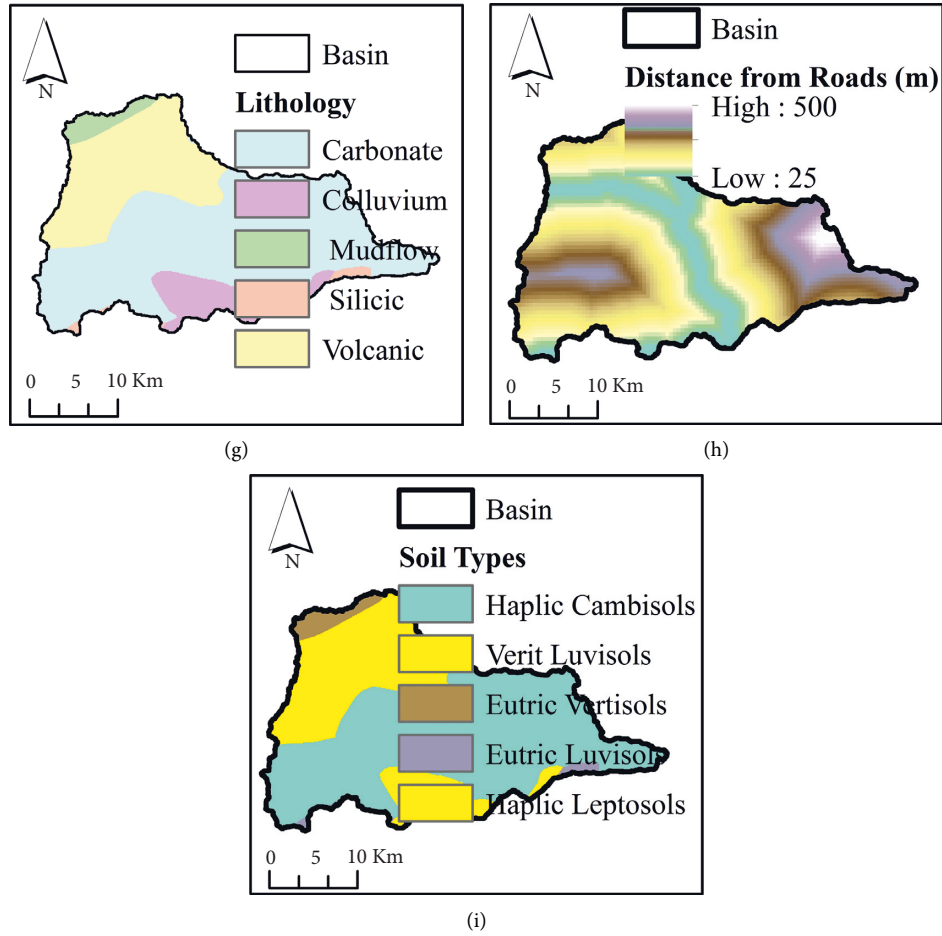 N
Basin
Lithology
Carbonate
Colluvium
Mudflow
Silicic
Volcanic
0 5 10 Km
(g)
N
Basin
Distance from Roads (m)
High : 500
Low : 25
0 5 10 Km
(h)
N
Basin
Soil Types
Haplic Cambisols
Verit Luvisols
Eutric Vertisols
Eutric Luvisols
Haplic Leptosols
0 5 10 Km
(i)